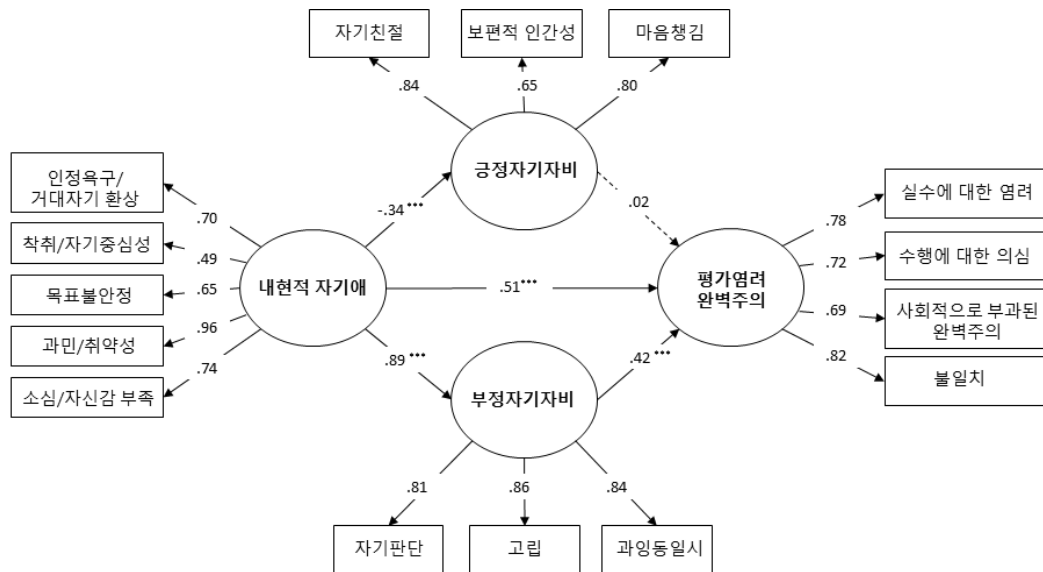 자기친절
보편적 인간성
마음챙김
.84
.65
.80
긍정자기자비
인정욕구/
거대자기 환상
착취/자기중심성
목표불안정
과민/취약성
소심/자신감 부족
.70
.49
.65
.96
.74
내현적 자기애
-.34***
.02
.51***
.89***
.42***
평가염려
완벽주의
.78
.72
.69
.82
실수에 대한 염려
수행에 대한 의심
사회적으로 부과된
완벽주의
불일치
부정자기자비
.81
.86
.84
자기판단
고립
과잉동일시